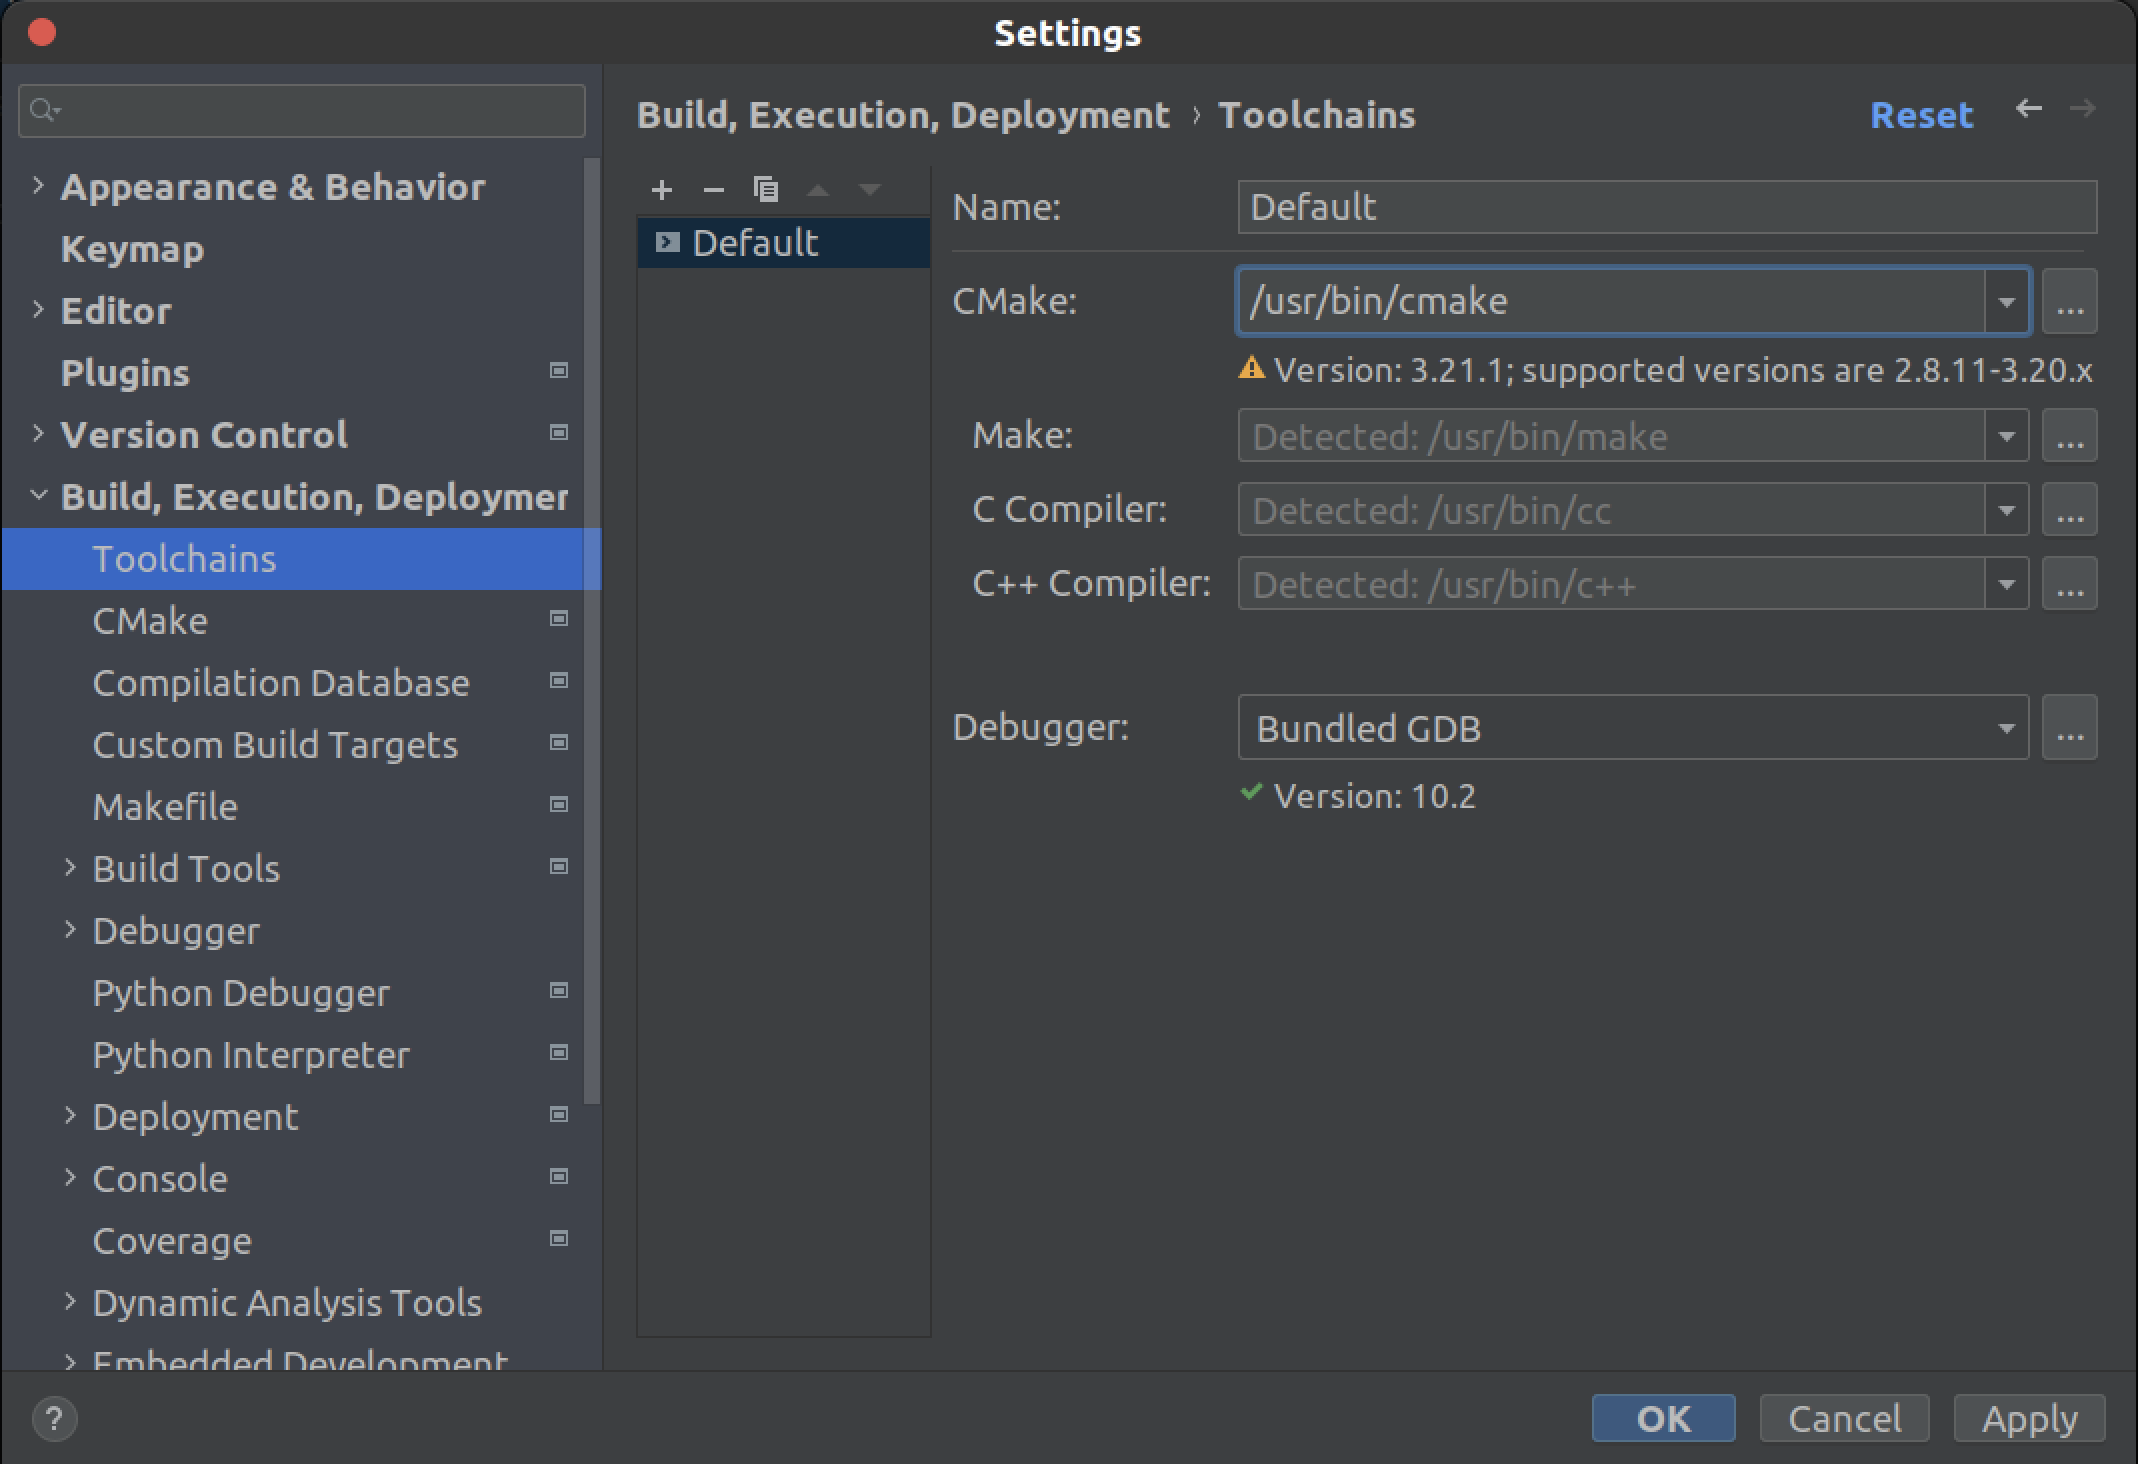 Settings
Appearance & Behavior
Keymap
Editor
Plugins
Version Control
Build, Execution, Deploymen
Toolchains
CMake
Compilation Database
Custom Build Targets
Makefile
Build Tools
Debugger
Python Debugger
Python Interpreter
Deployment
Console
Coverage
Dynamic Analysis Tools
Embedded Development
Build, Execution, Deployment › Toolchains
Reset
Default
Name: Default
CMake: /usr/bin/cmake ...
Version: 3.21.1; supported versions are 2.8.11-3.20.x
Make: Detected: /usr/bin/make ...
C Compiler: Detected: /usr/bin/cc ...
C++ Compiler: Detected: /usr/bin/c++ ...
Debugger: Bundled GDB ...
Version: 10.2
? OK Cancel Apply